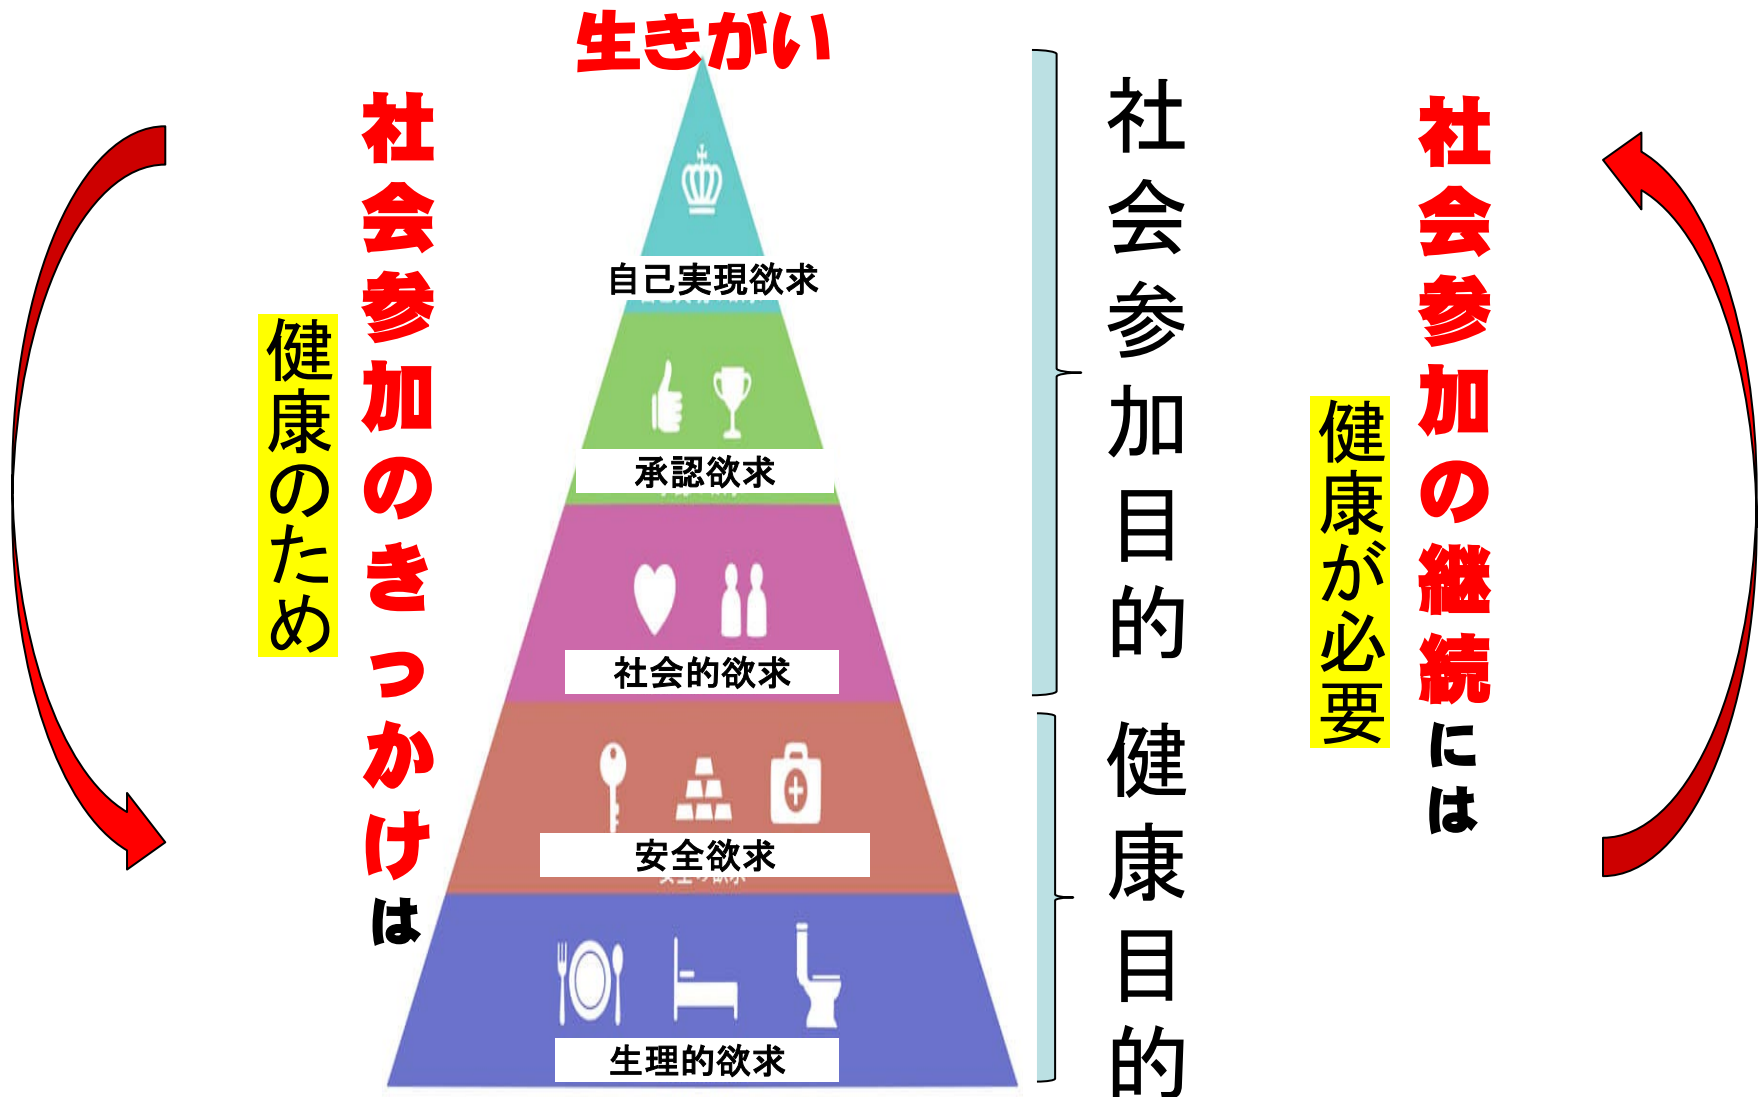 生きがい
社会参加のきっかけは
健康のため
自己実現欲求
承認欲求
社会的欲求
安全欲求
生理的欲求
社会参加目的
健康目的
社会参加の継続には
健康が必要